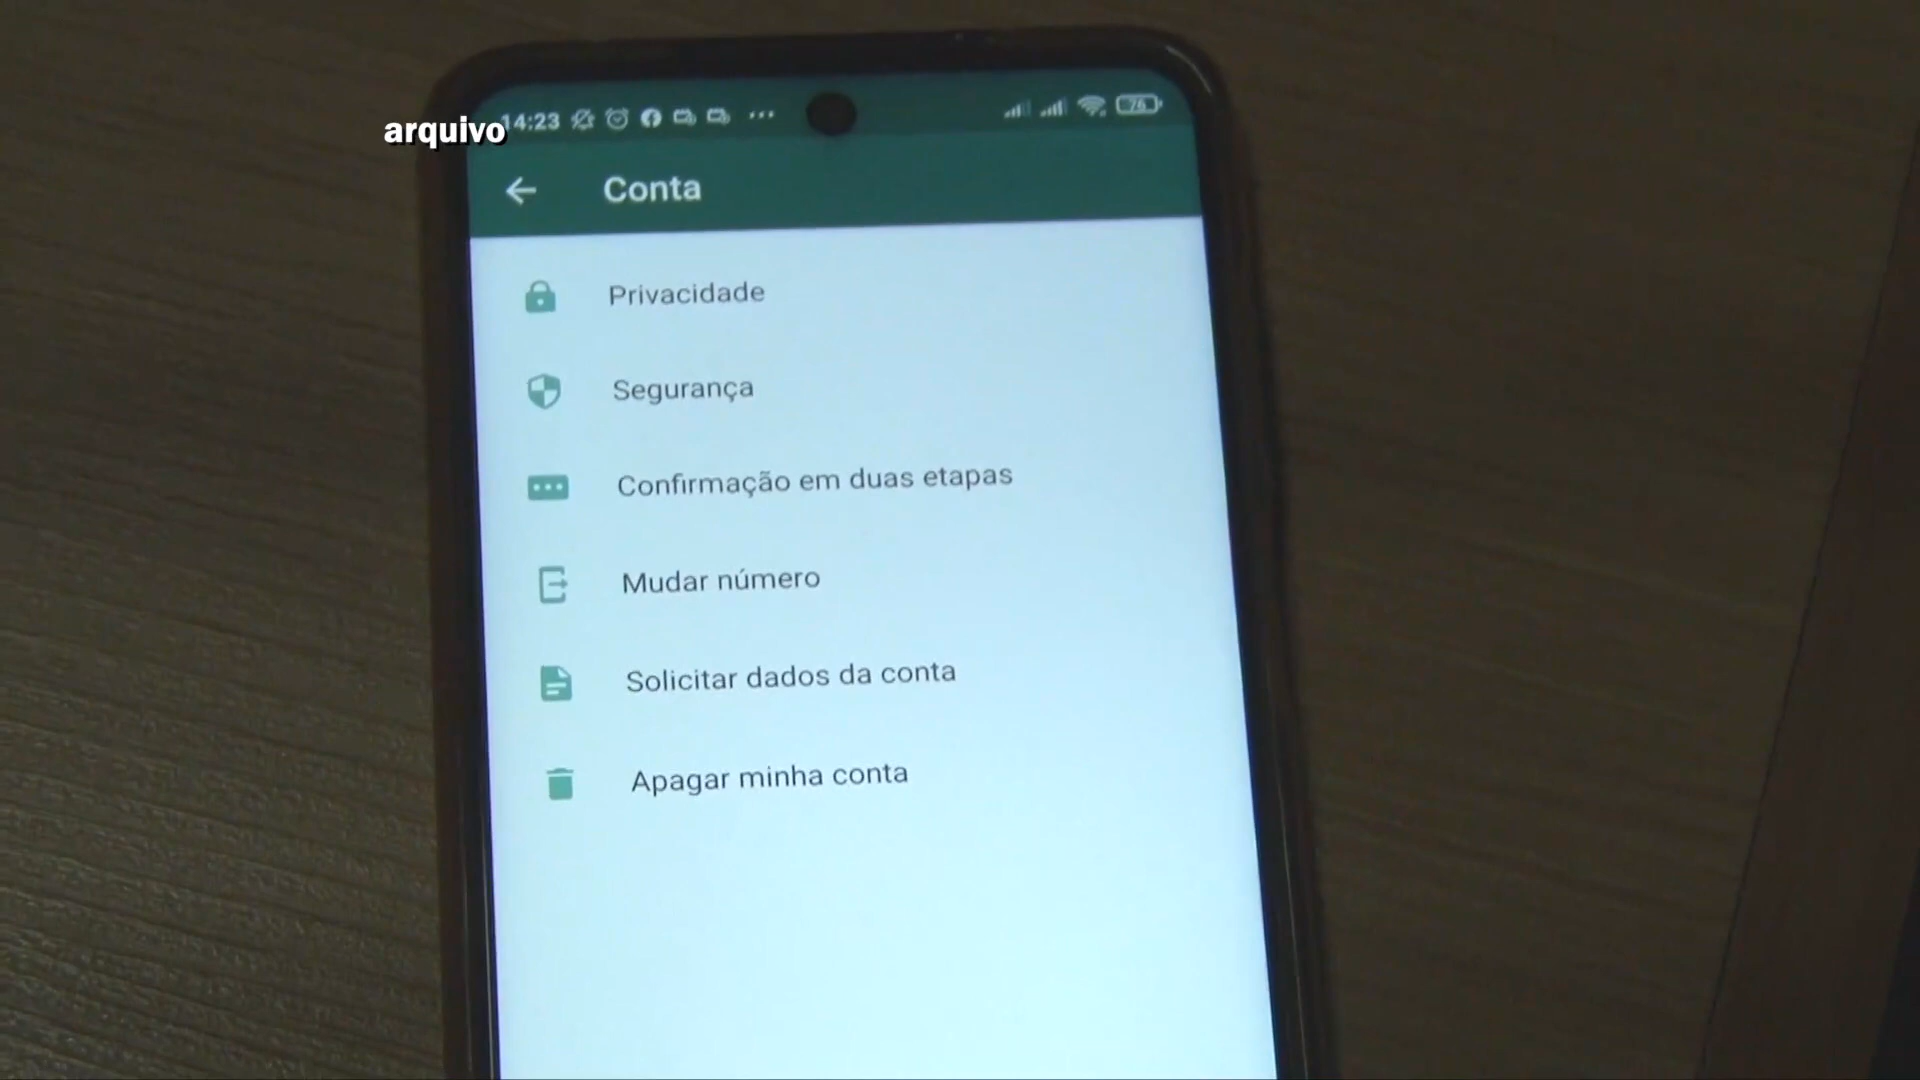 arquivo
14:23
76
Conta
Privacidade
Segurança
Confirmação em duas etapas
Mudar número
Solicitar dados da conta
Apagar minha conta